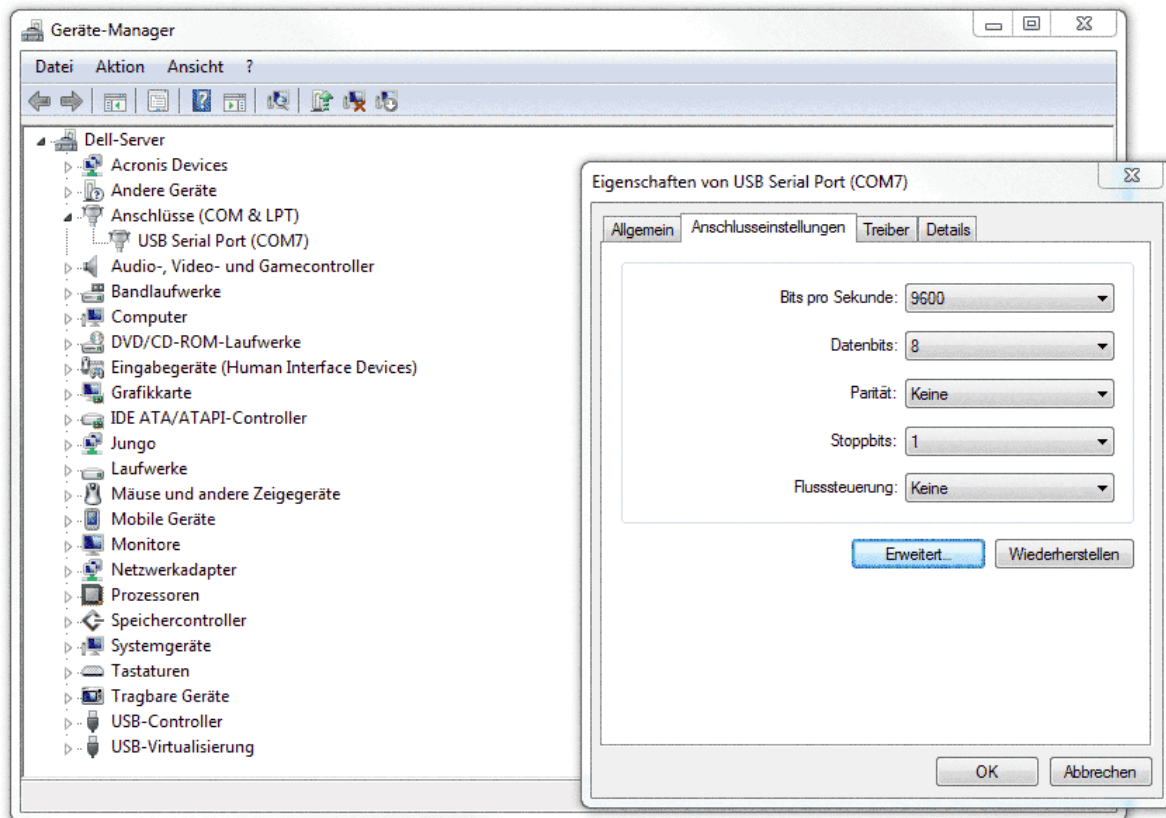 Geräte-Manager
Datei Aktion Ansicht ?
Dell-Server
Acronis Devices
Andere Geräte
Anschlüsse (COM & LPT)
USB Serial Port (COM7)
Audio-, Video- und Gamecontroller
Bandlaufwerke
Computer
DVD/CD-ROM-Laufwerke
Eingabegeräte (Human Interface Devices)
Grafikkarte
IDE ATA/ATAPI-Controller
Jungo
Laufwerke
Mäuse und andere Zeigegeräte
Mobile Geräte
Monitore
Netzwerkadapter
Prozessoren
Speichercontroller
Systemgeräte
Tastaturen
Tragbare Geräte
USB-Controller
USB-Virtualisierung
Eigenschaften von USB Serial Port (COM7)
Allgemein Anschlusseinstellungen Treiber Details
Bits pro Sekunde: 9600
Datenbits: 8
Parität: Keine
Stoppbits: 1
Flusssteuerung: Keine
Erweitert... Wiederherstellen
OK Abbrechen